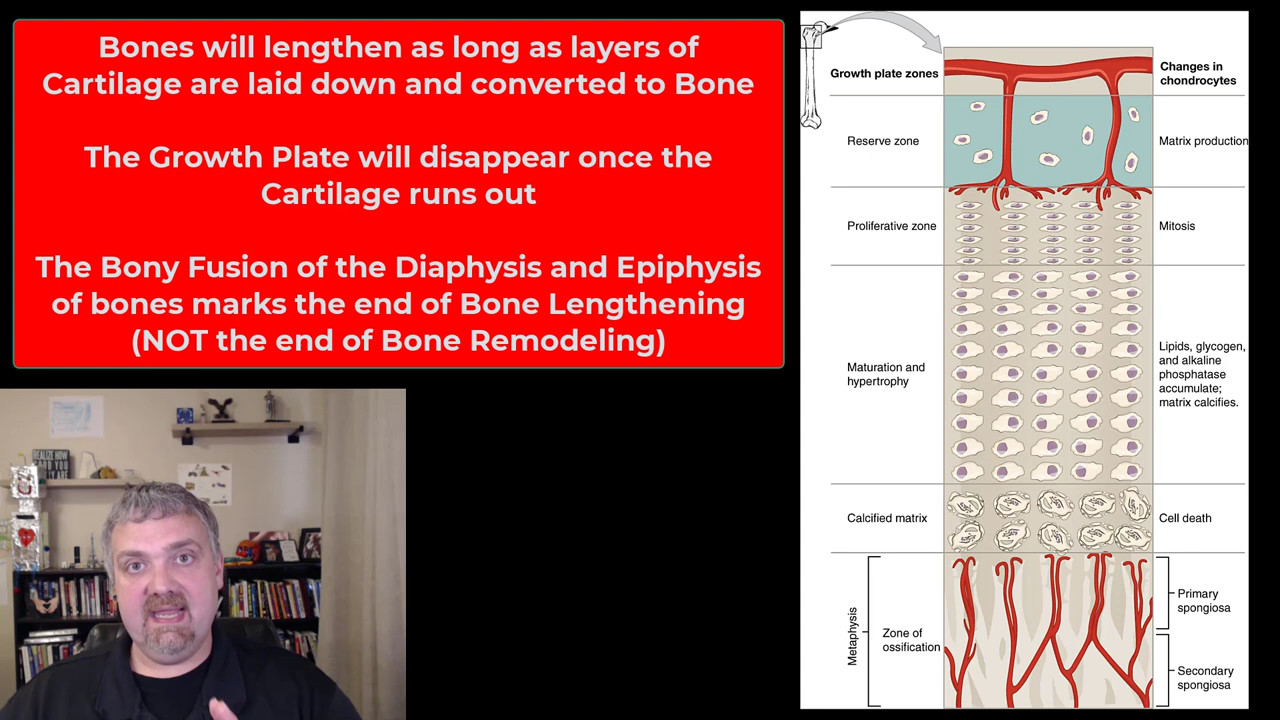 Bones will lengthen as long as layers of
Cartilage are laid down and converted to Bone
The Growth Plate will disappear once the
Cartilage runs out
The Bony Fusion of the Diaphysis and Epiphysis
of bones marks the end of Bone Lengthening
(NOT the end of Bone Remodeling)
Growth plate zones
Changes in
chondrocytes
Reserve zone
Matrix production
Proliferative zone
Mitosis
Maturation and
hypertrophy
Lipids, glycogen,
and alkaline
phosphatase
accumulate;
matrix calcifies.
Calcified matrix
Cell death
Metaphysis
Zone of
ossification
Primary
spongiosa
Secondary
spongiosa